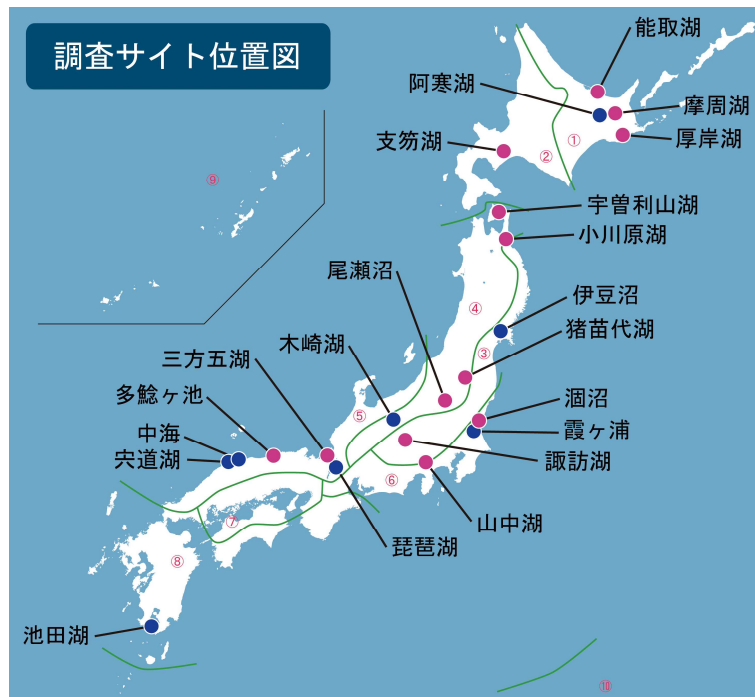 調査サイト位置図
能取湖
阿寒湖
摩周湖
厚岸湖
支笏湖
①
②
⑨
宇曽利山湖
小川原湖
尾瀬沼
伊豆沼
④
猪苗代湖
木崎湖
③
三方五湖
多鯰ヶ池
涸沼
⑤
中海
霞ヶ浦
宍道湖
諏訪湖
⑥
山中湖
⑦
琵琶湖
⑧
池田湖
⑩